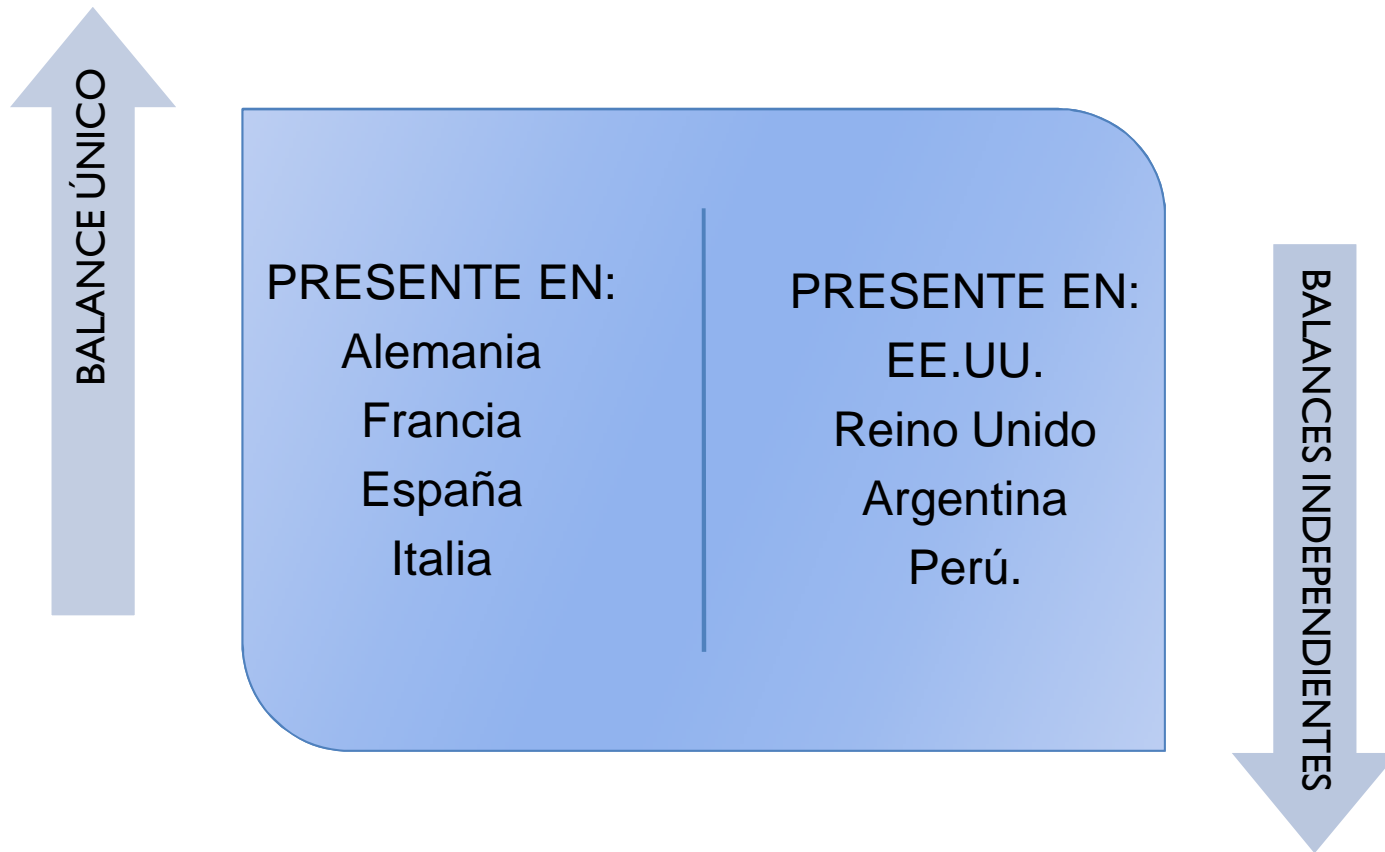 BALANCE ÚNICO
PRESENTE EN:
Alemania
Francia
España
Italia
PRESENTE EN:
EE.UU.
Reino Unido
Argentina
Perú.
BALANCES INDEPENDIENTES